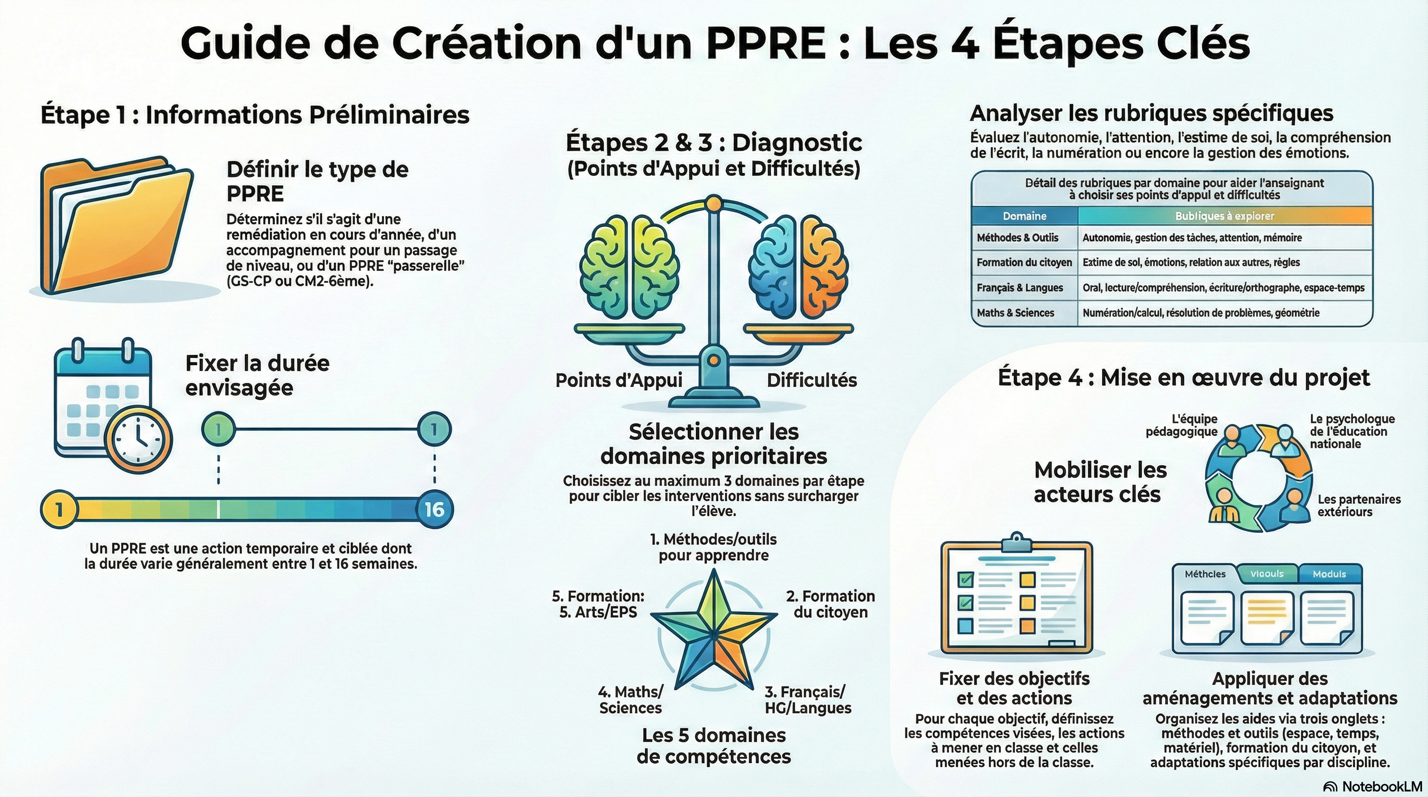 Guide de Création d'un PPRE : Les 4 Étapes Clés
Étape 1 : Informations Préliminaires
Définir le type de
PPRE
Déterminez s'il s'agit d'une
remédiation en cours d'année, d'un
accompagnement pour un passage
de niveau, ou d'un PPRE "passerelle"
(GS-CP ou CM2-6ème).
Fixer la durée
envisagée
1
1
1
16
Un PPRE est une action temporaire et ciblée dont
la durée varie généralement entre 1 et 16 semaines.
Étapes 2 & 3 : Diagnostic
(Points d'Appui et Difficultés)
Points d'Appui
Difficultés
Sélectionner les
domaines prioritaires
Choisissez au maximum 3 domaines par étape
pour cibler les interventions sans surcharger
l'élève.
1. Méthodes/outils
pour apprendre
5. Formation:
5. Arts/EPS
2. Formation
du citoyen
4. Maths/
Sciences
3. Français/
HG/Langues
Les 5 domaines
de compétences
Analyser les rubriques spécifiques
Évaluez l'autonomie, l'attention, l'estime de soi, la compréhension
de l'écrit, la numération ou encore la gestion des émotions.
Détail des rubriques par domaine pour aider l'anseignant
à choisir ses points d'appul et difficultés
Domaine
Bubliques à explorer
Méthodes & Outlis
Autonomie, gestion des tâches, attention, mémoire
Formation du citoyen
Extime de sol, émotions, relation aux autres, règles
Français & Langues
Oral, lecture/compréhension, écriture/orthographe, espace-temps
Maths & Sciences
Numération/calcul, résolution de problèmes, géométrie
Étape 4 : Mise en œuvre du projet
Mobiliser les
acteurs clés
L'équipe
pédagogique
Le psychologue
de l'éducation
nationale
Les partenaires
extérieurs
Fixer des objectifs
et des actions
Pour chaque objectif, définissez
les compétences visées, les actions
à mener en classe et celles
menées hors de la classe.
Méthcles
Vloouls
Moduls
Appliquer des
aménagements et adaptations
Organisez les aides via trois onglets :
méthodes et outils (espace, temps,
matériel), formation du citoyen, et
adaptations spécifiques par discipline.
NotebookLM